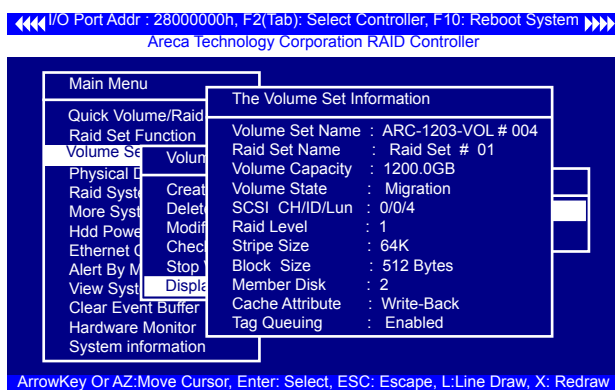 I/O Port Addr : 28000000h, F2(Tab): Select Controller, F10: Reboot System
Areca Technology Corporation RAID Controller
Main Menu
Quick Volume/Raid
Raid Set Function
Volume Se
Physical D
Raid Syste
More Syst
Hdd Powe
Ethernet C
Alert By M
View Syst
Clear Event Buffer
Hardware Monitor
System information
Volum
Creat
Delet
Modif
Chec
Stop V
Displa
The Volume Set Information
Volume Set Name : ARC-1203-VOL # 004
Raid Set Name : Raid Set # 01
Volume Capacity : 1200.0GB
Volume State : Migration
SCSI CH/ID/Lun : 0/0/4
Raid Level : 1
Stripe Size : 64K
Block Size : 512 Bytes
Member Disk : 2
Cache Attribute : Write-Back
Tag Queuing : Enabled
ArrowKey Or AZ:Move Cursor, Enter: Select, ESC: Escape, L:Line Draw, X: Redraw